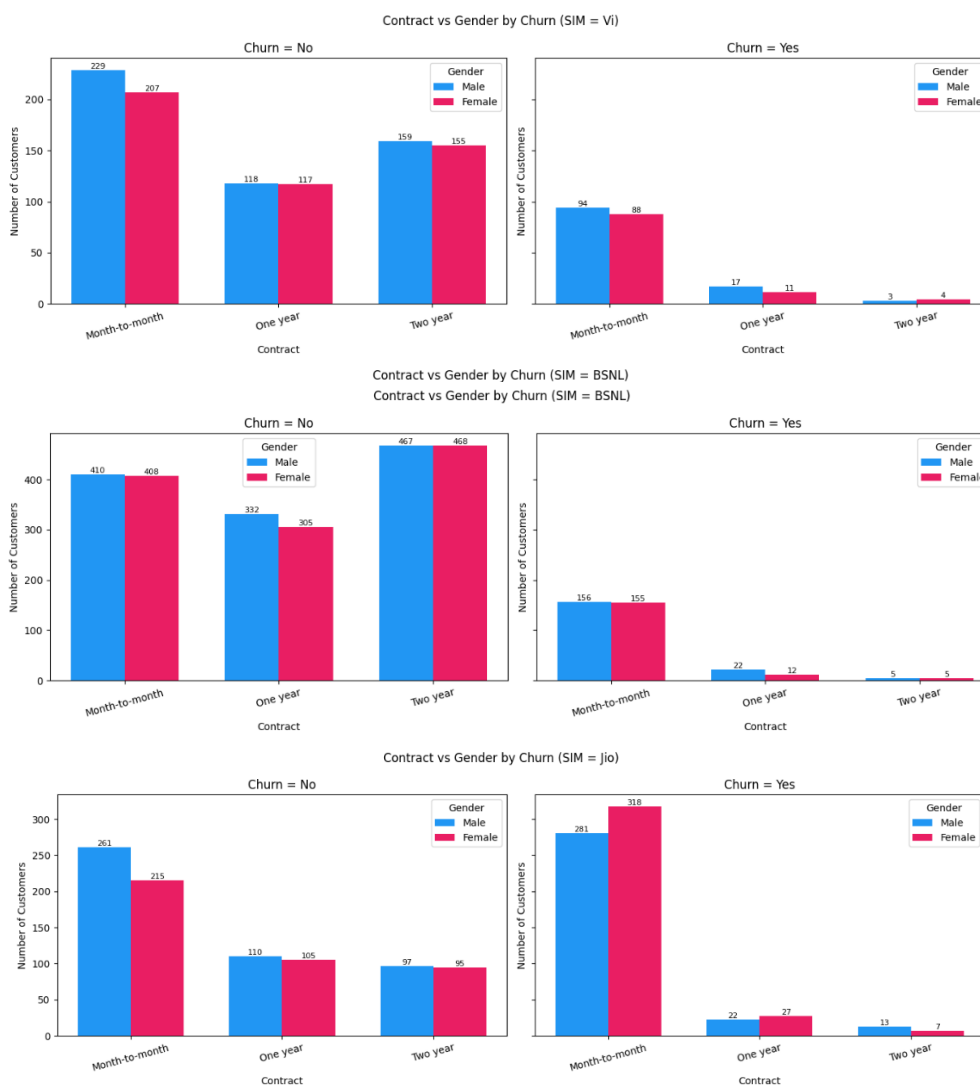 Contract vs Gender by Churn (SIM = Vi)
Churn = No
Number of Customers
200
150
100
50
0
229
207
118
117
159
155
Gender
Male
Female
Month-to-month
One year
Two year
Contract
Churn = Yes
Number of Customers
94
88
17
11
3
4
Gender
Male
Female
Month-to-month
One year
Two year
Contract
Contract vs Gender by Churn (SIM = BSNL)
Contract vs Gender by Churn (SIM = BSNL)
Churn = No
Number of Customers
400
300
200
100
0
410
408
332
305
467
468
Gender
Male
Female
Month-to-month
One year
Two year
Contract
Churn = Yes
Number of Customers
156
155
22
12
5
5
Gender
Male
Female
Month-to-month
One year
Two year
Contract
Contract vs Gender by Churn (SIM = Jio)
Churn = No
Number of Customers
300
250
200
150
100
50
0
261
215
110
105
97
95
Gender
Male
Female
Month-to-month
One year
Two year
Contract
Churn = Yes
Number of Customers
281
318
22
27
13
7
Gender
Male
Female
Month-to-month
One year
Two year
Contract